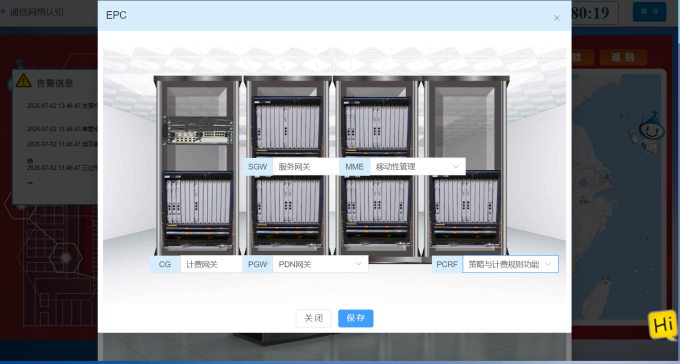 通信网络认知
80:19
EPC
×
返 回
告警信息
2025-07-02 13:46:47
2025-07-02 13:46:47
2025-07-02 13:46:47
2025-07-02 13:46:47
SGW 服务网关
MME 移动性管理
CG 计费网关
PGW PDN网关
PCRF 策略与计费规则功能
关 闭
保 存
Hi